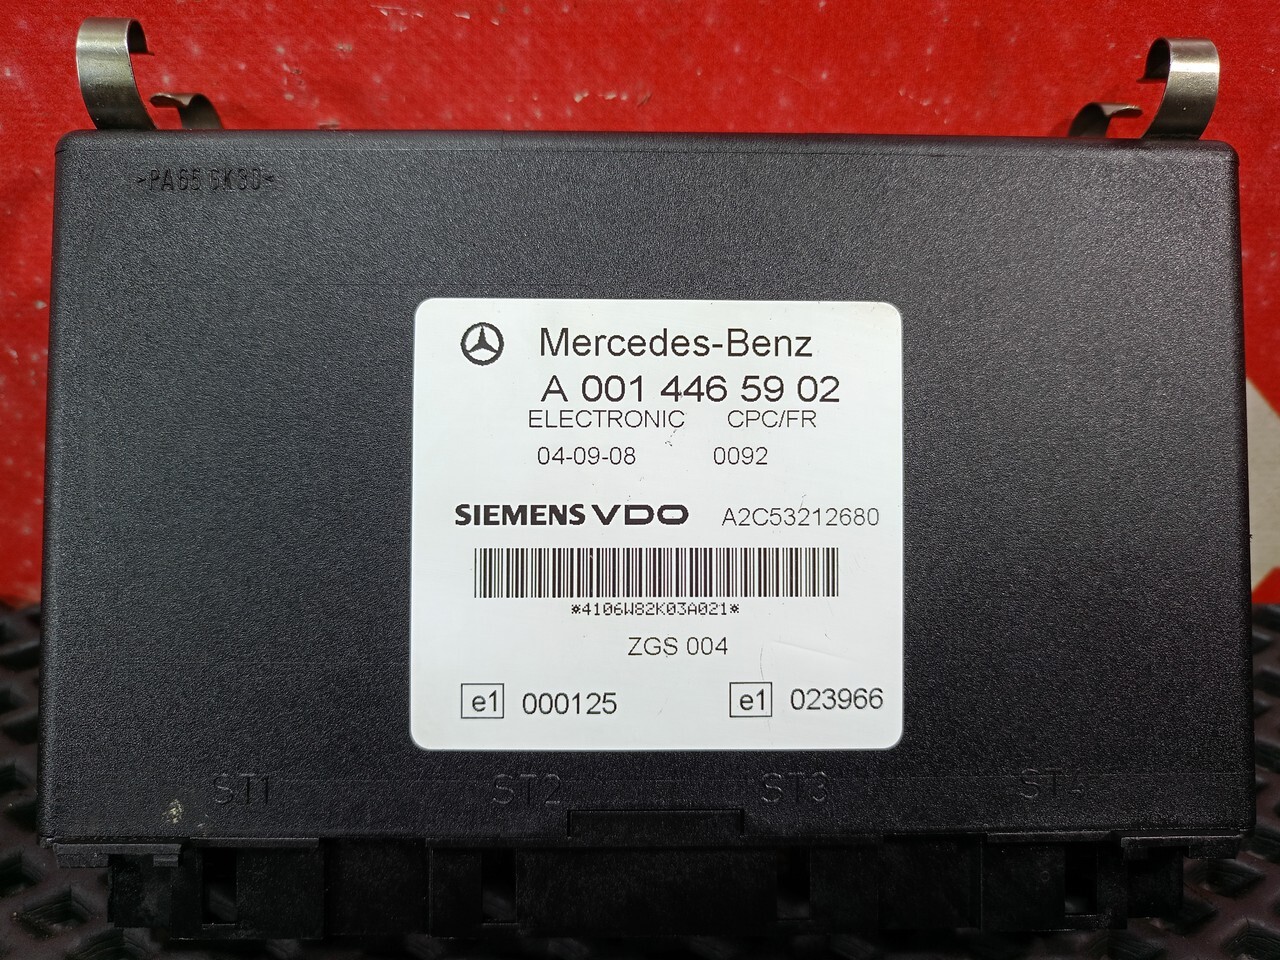 >PA66 GK30<
Mercedes-Benz
A 001 446 59 02
ELECTRONIC CPC/FR
04-09-08 0092
SIEMENS VDO A2C53212680
*4106W82K03A021*
ZGS 004
e1 000125 e1 023966
ST1 ST2 ST3 ST4